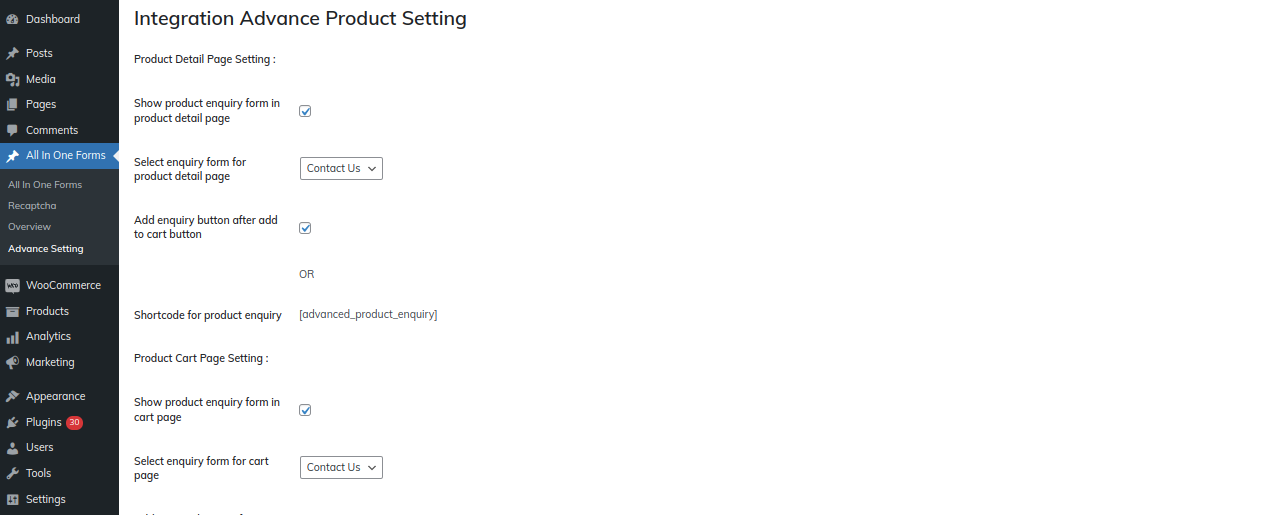 Dashboard
Posts
Media
Pages
Comments
All In One Forms
All In One Forms
Recaptcha
Overview
Advance Setting
WooCommerce
Products
Analytics
Marketing
Appearance
Plugins 30
Users
Tools
Settings
Integration Advance Product Setting
Product Detail Page Setting :
Show product enquiry form in
product detail page
Select enquiry form for
product detail page
Contact Us
Add enquiry button after add
to cart button
OR
Shortcode for product enquiry
[advanced_product_enquiry]
Product Cart Page Setting :
Show product enquiry form in
cart page
Select enquiry form for cart
page
Contact Us